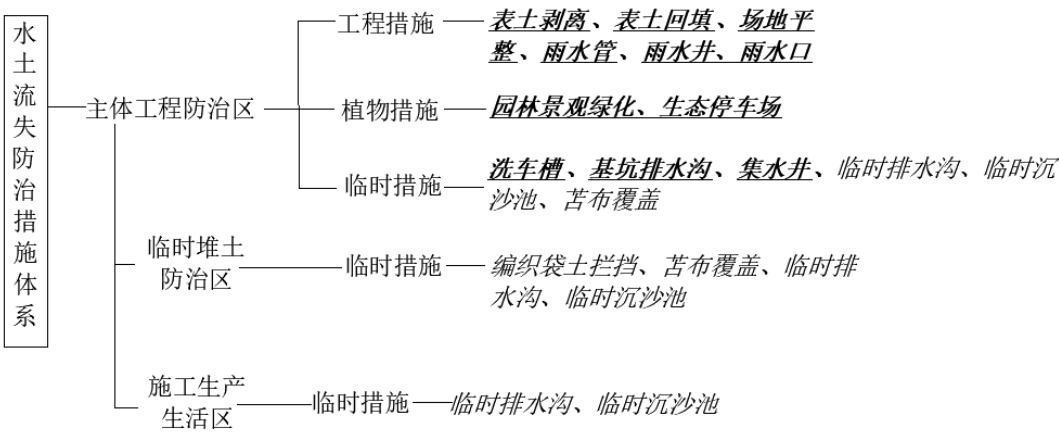 水土流失防治措施体系
主体工程防治区
工程措施
表土剥离、表土回填、场地平
整、雨水管、雨水井、雨水口
植物措施
园林景观绿化、生态停车场
临时措施
洗车槽、基坑排水沟、集水井、临时排水沟、临时沉
沙池、苫布覆盖
临时堆土
防治区
临时措施
编织袋土拦挡、苫布覆盖、临时排
水沟、临时沉沙池
施工生产
生活区
临时措施
临时排水沟、临时沉沙池